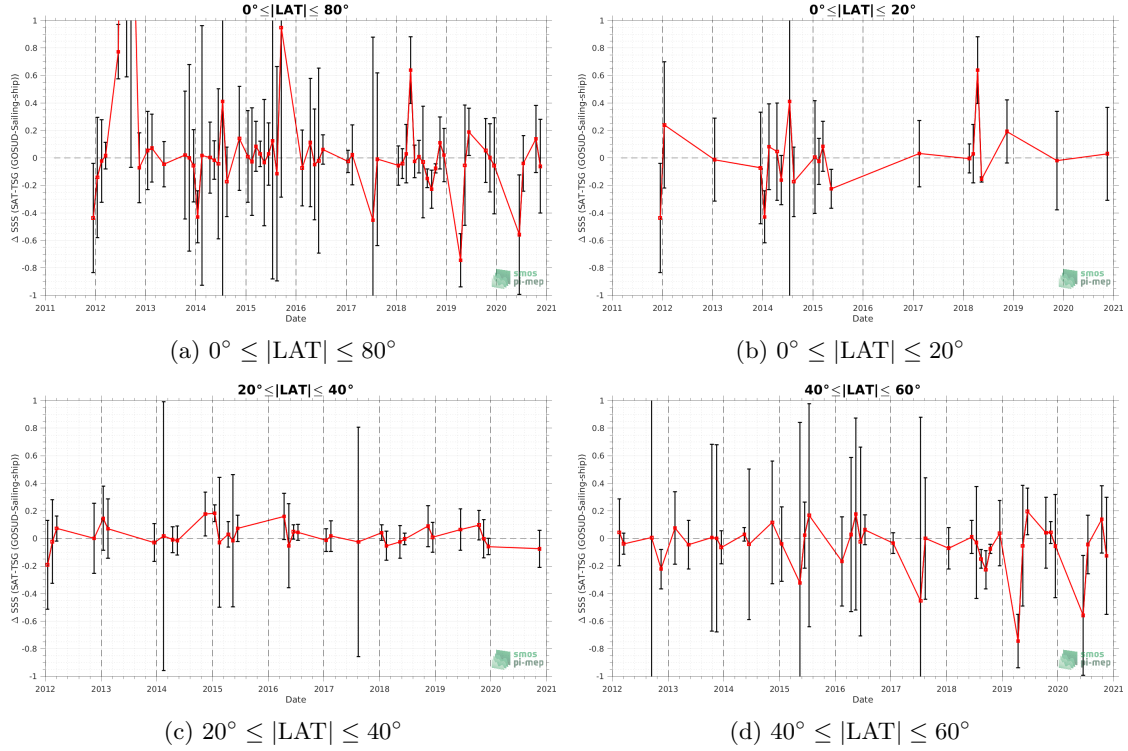 0°≤|LAT|≤ 80°
Δ SSS (SAT-TSG (GOSUD-Sailing-ship))
1
0.8
0.6
0.4
0.2
0
-0.2
-0.4
-0.6
-0.8
-1
2011 2012 2013 2014 2015 2016 2017 2018 2019 2020 2021
Date
smos
pi-mep
(a) 0° ≤ |LAT| ≤ 80°
0°≤|LAT|≤ 20°
Δ SSS (SAT-TSG (GOSUD-Sailing-ship))
1
0.8
0.6
0.4
0.2
0
-0.2
-0.4
-0.6
-0.8
-1
2011 2012 2013 2014 2015 2016 2017 2018 2019 2020 2021
Date
smos
pi-mep
(b) 0° ≤ |LAT| ≤ 20°
20°≤|LAT|≤ 40°
Δ SSS (SAT-TSG (GOSUD-Sailing-ship))
1
0.8
0.6
0.4
0.2
0
-0.2
-0.4
-0.6
-0.8
-1
2012 2013 2014 2015 2016 2017 2018 2019 2020 2021
Date
smos
pi-mep
(c) 20° ≤ |LAT| ≤ 40°
40°≤|LAT|≤ 60°
Δ SSS (SAT-TSG (GOSUD-Sailing-ship))
1
0.8
0.6
0.4
0.2
0
-0.2
-0.4
-0.6
-0.8
-1
2012 2013 2014 2015 2016 2017 2018 2019 2020 2021
Date
smos
pi-mep
(d) 40° ≤ |LAT| ≤ 60°